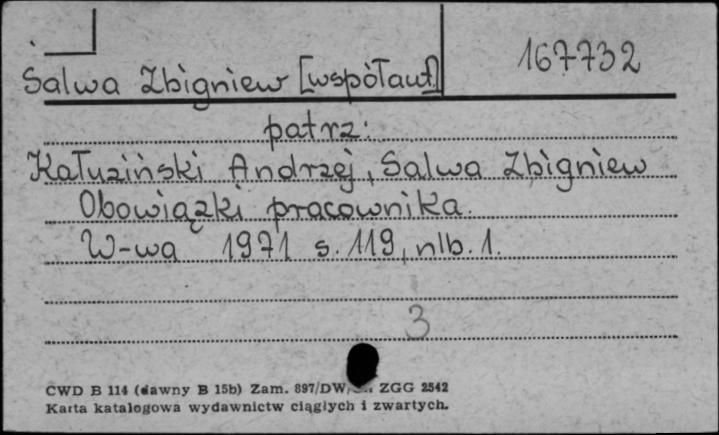 167732
Salwa Zbigniew [współaut]
patrz:
Kałuziński Andrzej, Salwa Zbigniew
Obowiązki pracownika.
W-wa 1971 s. 119, nlb. 1.
3
CWD B 114 (dawny B 15b) Zam. 897/DW/ ZGG 2542
Karta katalogowa wydawnictw ciągłych i zwartych.